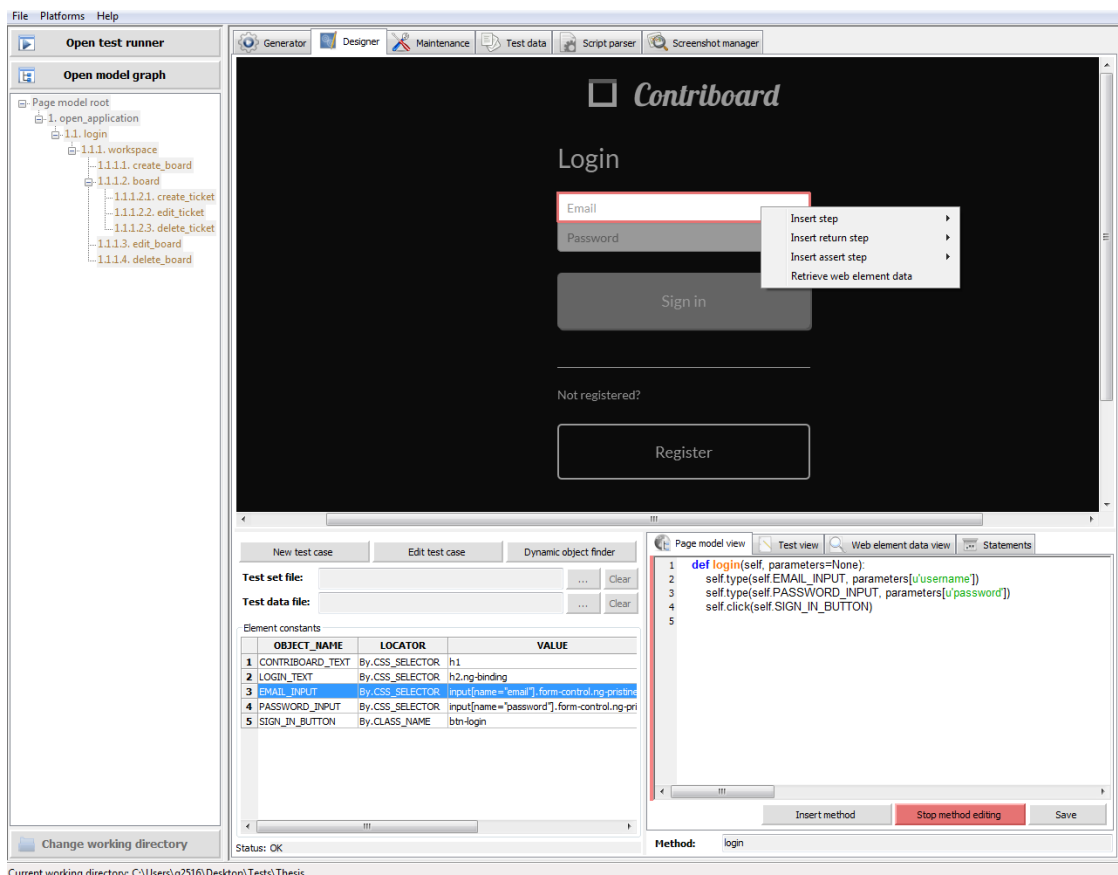 File Platforms Help
Open test runner
Open model graph
Page model root
1. open_application
1.1. login
1.1.1. workspace
1.1.1.1. create_board
1.1.1.2. board
1.1.1.2.1. create_ticket
1.1.1.2.2. edit_ticket
1.1.1.2.3. delete_ticket
1.1.1.3. edit_board
1.1.1.4. delete_board
Change working directory
Generator Designer Maintenance Test data Script parser Screenshot manager
Contriboard
Login
Email
Password
Sign in
Not registered?
Register
Insert step
Insert return step
Insert assert step
Retrieve web element data
New test case Edit test case Dynamic object finder
Test set file: ... Clear
Test data file: ... Clear
Element constants
OBJECT_NAME LOCATOR VALUE
1 CONTRIBOARD_TEXT By.CSS_SELECTOR h1
2 LOGIN_TEXT By.CSS_SELECTOR h2.ng-binding
3 EMAIL_INPUT By.CSS_SELECTOR input[name="email"].form-control.ng-pristine
4 PASSWORD_INPUT By.CSS_SELECTOR input[name="password"].form-control.ng-pri
5 SIGN_IN_BUTTON By.CLASS_NAME btn-login
Status: OK
Page model view Test view Web element data view Statements
1 def login(self, parameters=None):
2 self.type(self.EMAIL_INPUT, parameters[u'username'])
3 self.type(self.PASSWORD_INPUT, parameters[u'password'])
4 self.click(self.SIGN_IN_BUTTON)
5
Insert method Stop method editing Save
Method: login
Current working directory: C:\Users\g2516\Desktop\Tests\Thesis